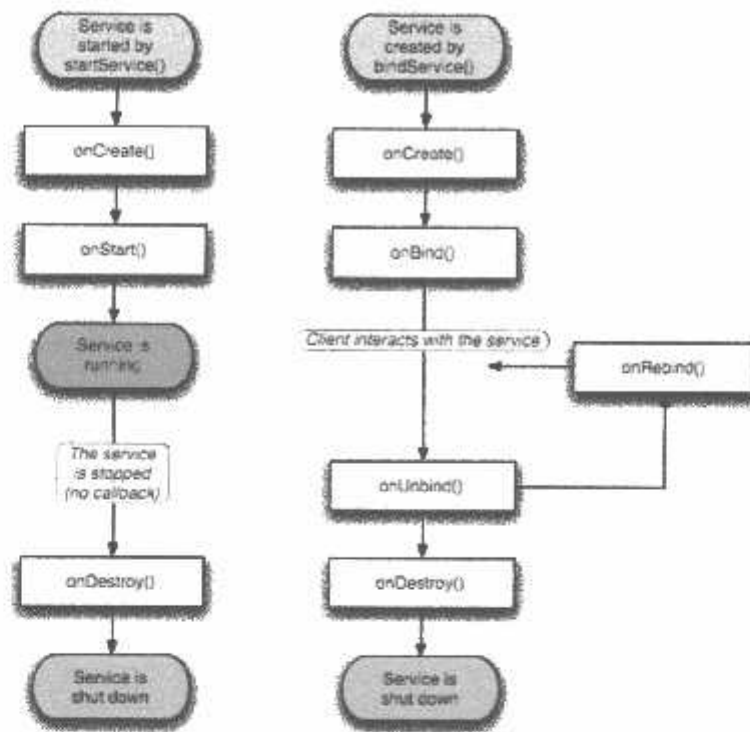 Service is
started by
startService()
onCreate()
onStart()
Service is
running
The service
is stopped
(no callback)
onDestroy()
Service is
shut down
Service is
created by
bindService()
onCreate()
onBind()
Client interacts with the service
onRebind()
onUnbind()
onDestroy()
Service is
shut down